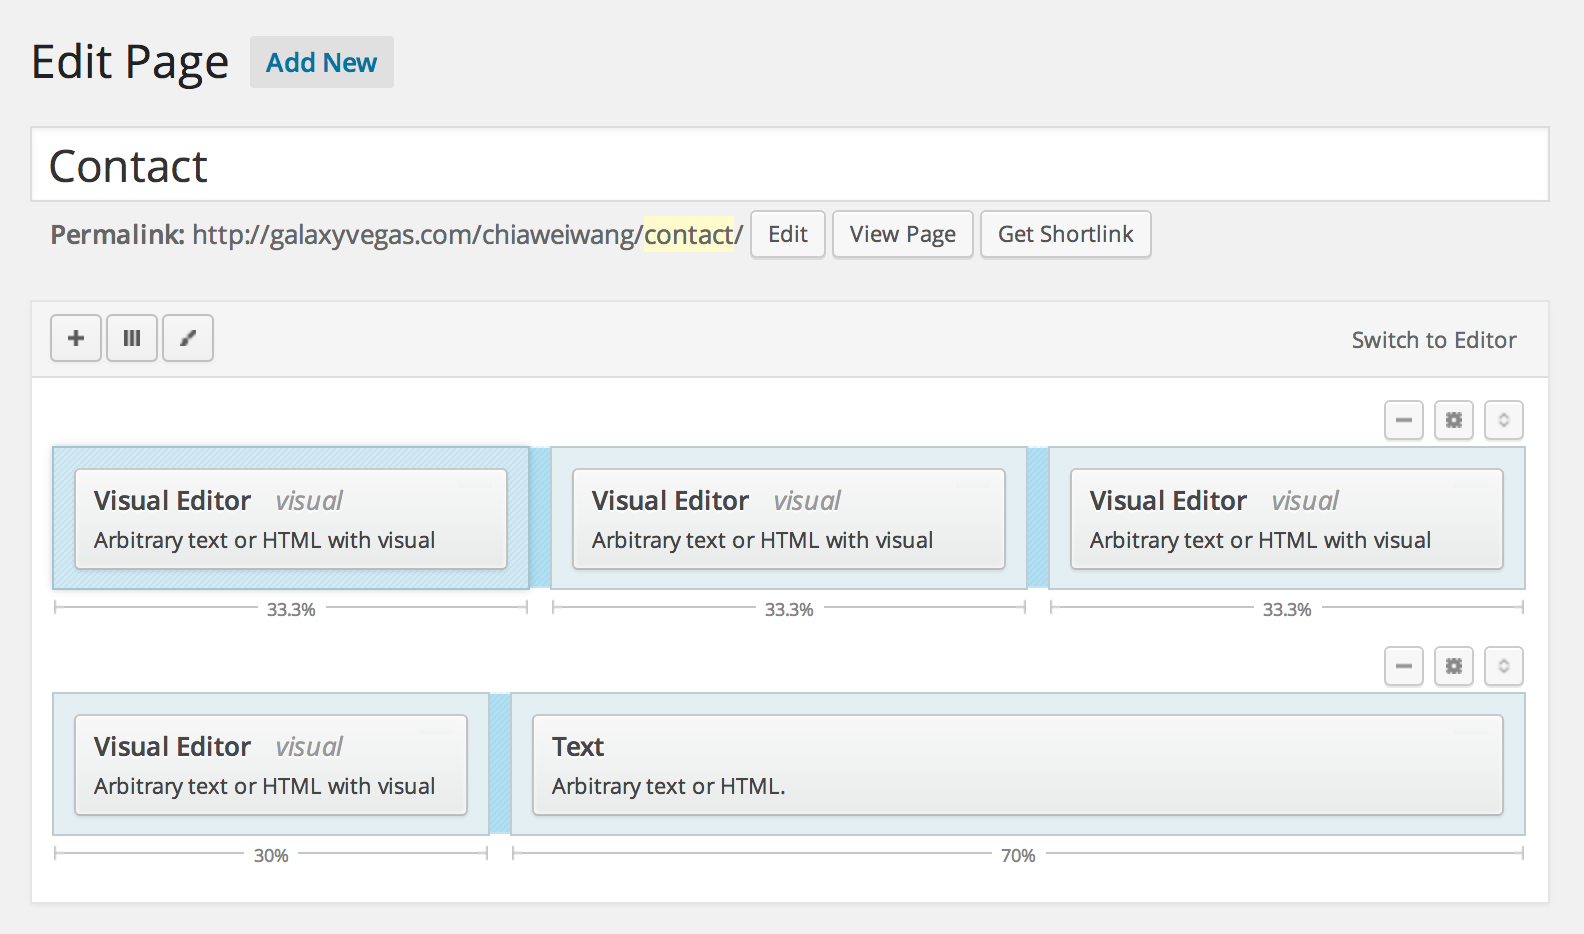 Edit Page Add New
Contact
Permalink: http://galaxyvegas.com/chiaweiwang/contact/ Edit View Page Get Shortlink
Switch to Editor
Visual Editor visual Visual Editor visual Visual Editor visual
Arbitrary text or HTML with visual Arbitrary text or HTML with visual Arbitrary text or HTML with visual
33.3% 33.3% 33.3%
Visual Editor visual Text
Arbitrary text or HTML with visual Arbitrary text or HTML.
30% 70%